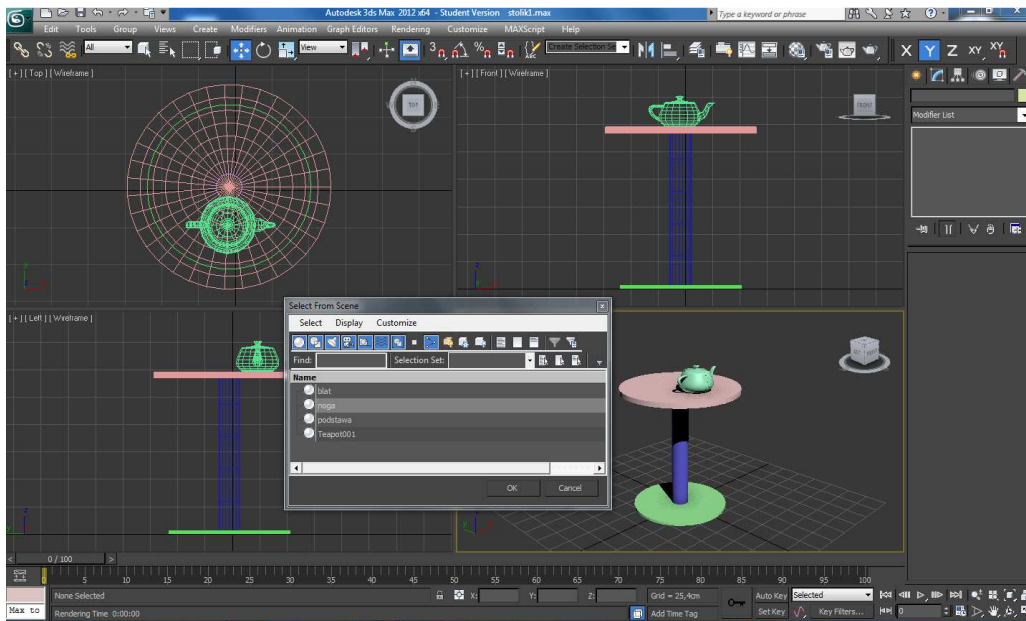 Autodesk 3ds Max 2012 x64 - Student Version stolik1.max
Type a keyword or phrase
Edit Tools Group Views Create Modifiers Animation Graph Editors Rendering Customize MAXScript Help
All
View
3
Create Selection Se
X Y Z XY XY
[ + ] [ Top ] [ Wireframe ]
[ + ] [ Front ] [ Wireframe ]
TOP
FRONT
Modifier List
[ + ] [ Left ] [ Wireframe ]
Select From Scene
Select Display Customize
Find:
Selection Set:
Name
blat
noga
podstawa
Teapot001
OK
Cancel
0 / 100
5 10 15 20 25 30 35 40 45 50 55 60 65 70 75 80 85 90 95 100
None Selected
X:
Y:
Z:
Grid = 25,4cm
Auto Key
Selected
Max to
Rendering Time 0:00:00
Add Time Tag
Set Key
Key Filters...
0